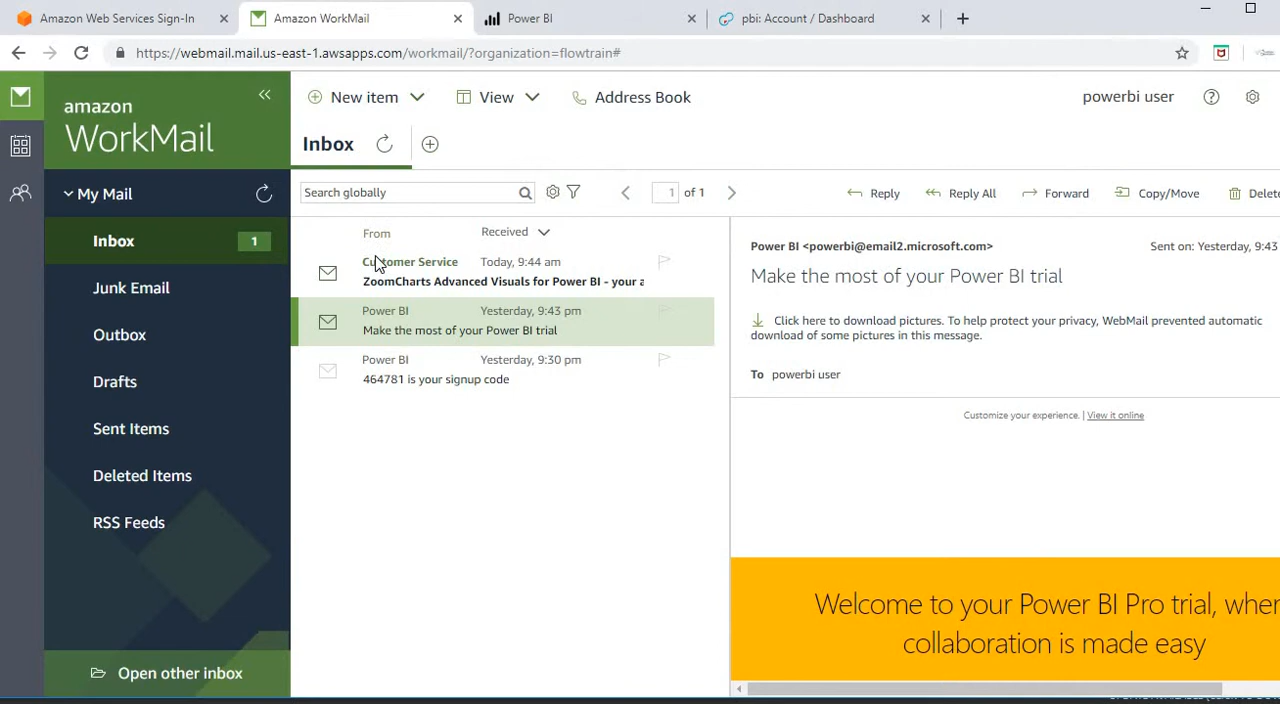 Amazon Web Services Sign-In
Amazon WorkMail
Power BI
pbi: Account / Dashboard
https://webmail.mail.us-east-1.awsapps.com/workmail/?organization=flowtrain#
amazon
WorkMail
New item
View
Address Book
powerbi user
Inbox
My Mail
Search globally
1 of 1
Reply
Reply All
Forward
Copy/Move
Delete
Inbox 1
Junk Email
Outbox
Drafts
Sent Items
Deleted Items
RSS Feeds
Open other inbox
From Received
Customer Service Today, 9:44 am
ZoomCharts Advanced Visuals for Power BI - your a
Power BI Yesterday, 9:43 pm
Make the most of your Power BI trial
Power BI Yesterday, 9:30 pm
464781 is your signup code
Power BI <powerbi@email2.microsoft.com> Sent on: Yesterday, 9:43
Make the most of your Power BI trial
Click here to download pictures. To help protect your privacy, WebMail prevented automatic
download of some pictures in this message.
To powerbi user
Customize your experience. | View it online
Welcome to your Power BI Pro trial, wher
collaboration is made easy